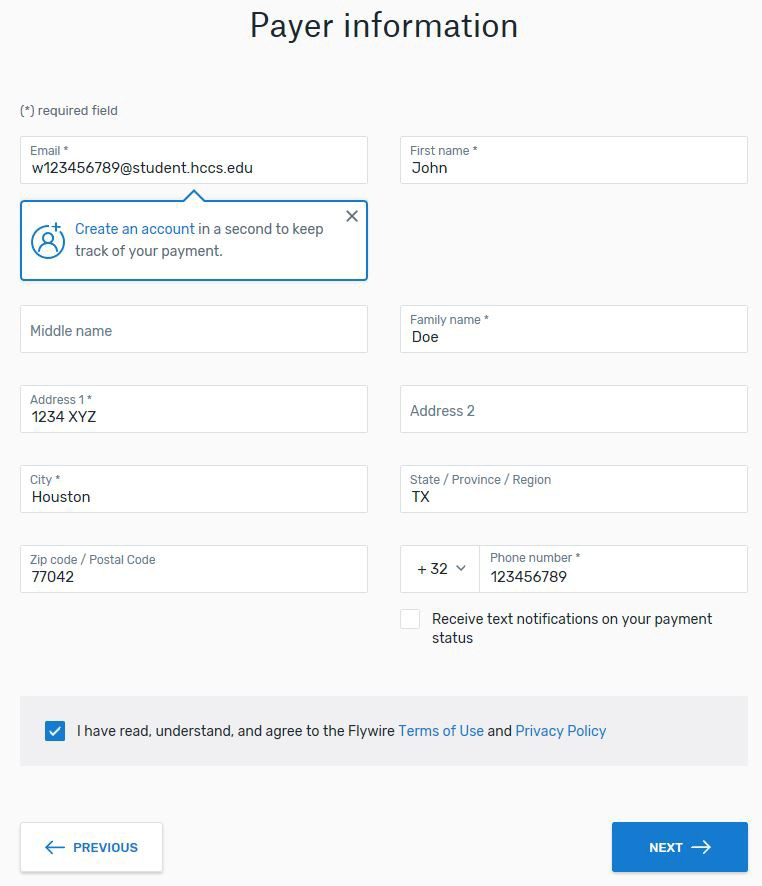 Payer information
(*) required field
Email *
w123456789@student.hccs.edu
First name *
John
Create an account in a second to keep
track of your payment.
Middle name
Family name *
Doe
Address 1 *
1234 XYZ
Address 2
City *
Houston
State / Province / Region
TX
Zip code / Postal Code
77042
+ 32
Phone number *
123456789
Receive text notifications on your payment
status
I have read, understand, and agree to the Flywire Terms of Use and Privacy Policy
PREVIOUS
NEXT